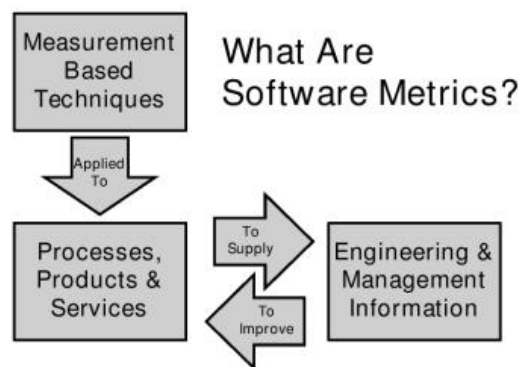 Measurement
Based
Techniques
What Are
Software Metrics?
Applied
To
Processes,
Products &
Services
To
Supply
To
Improve
Engineering &
Management
Information